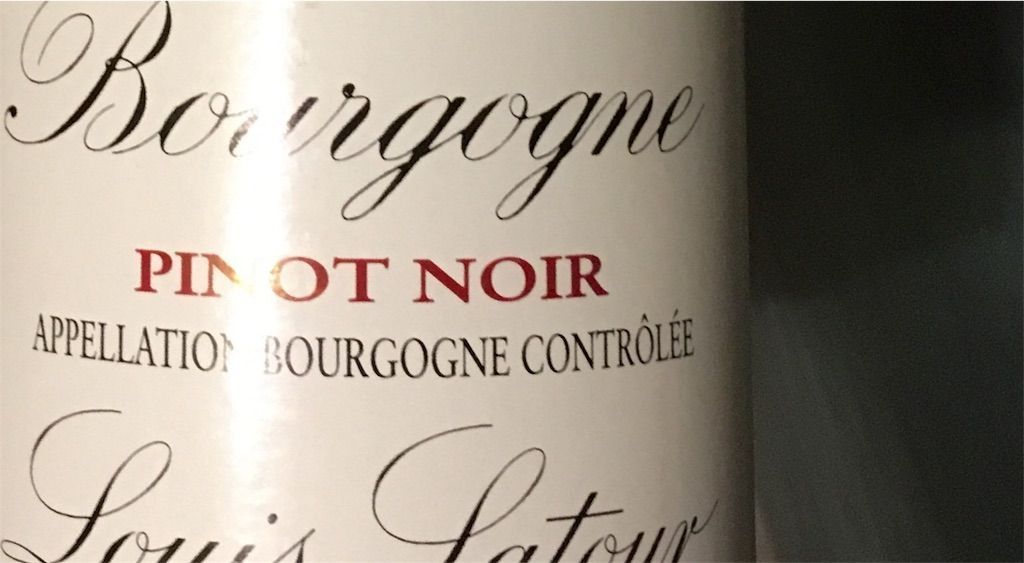 Bourgogne
PINOT NOIR
APPELLATION BOURGOGNE CONTRÔLÉE
Louis Latour